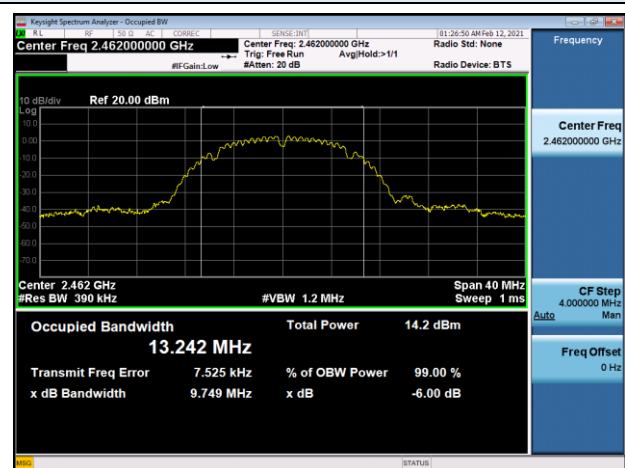 Keysight Spectrum Analyzer - Occupied BW
RL RF 50 Ω AC CORREC SENSE:INT 01:26:50 AM Feb 12, 2021
Center Freq 2.462000000 GHz Center Freq: 2.462000000 GHz Radio Std: None Frequency
Trig: Free Run Avg|Hold:>1/1
#IFGain:Low #Atten: 20 dB Radio Device: BTS
10 dB/div Ref 20.00 dBm
Log
10.0
0.00
-10.0
-20.0
-30.0
-40.0
-50.0
-60.0
-70.0
Center 2.462 GHz Span 40 MHz
#Res BW 390 kHz #VBW 1.2 MHz Sweep 1 ms
Occupied Bandwidth Total Power 14.2 dBm
13.242 MHz
Transmit Freq Error 7.525 kHz % of OBW Power 99.00 %
x dB Bandwidth 9.749 MHz x dB -6.00 dB
Center Freq
2.462000000 GHz
CF Step
4.000000 MHz
Auto Man
Freq Offset
0 Hz
MSG STATUS